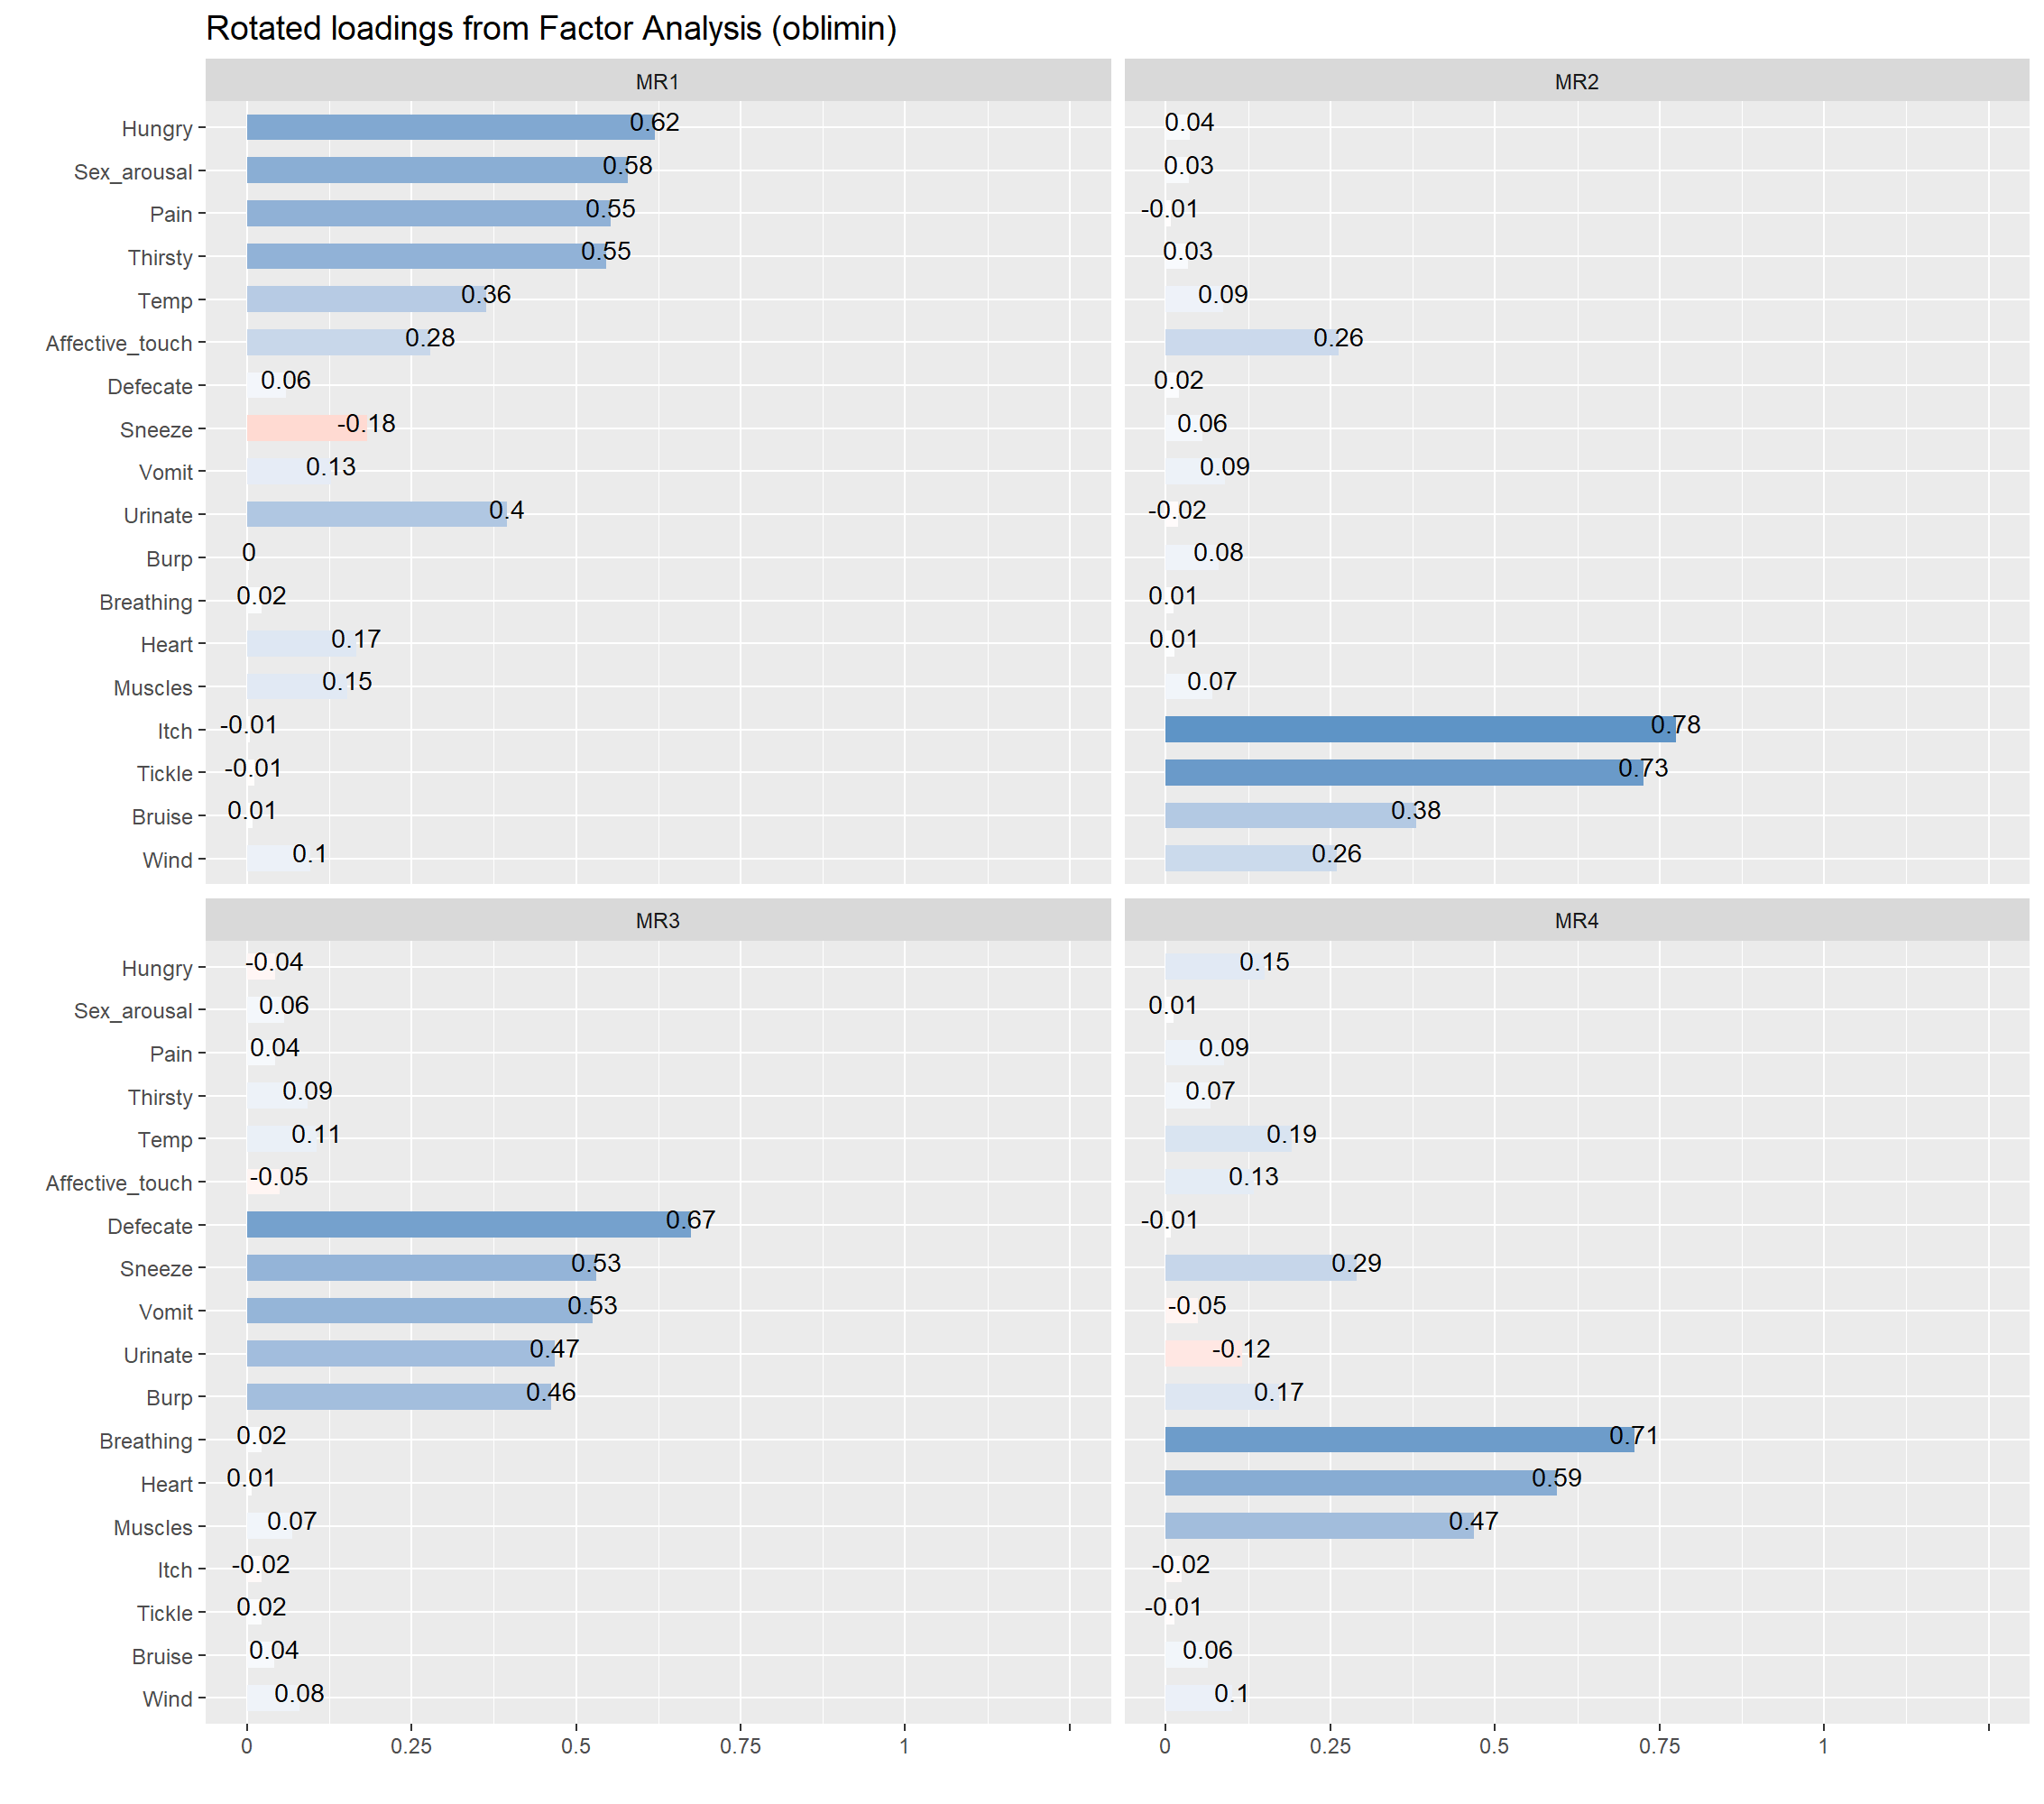 Rotated loadings from Factor Analysis (oblimin)
MR1 MR2
Hungry 0.62 0.04
Sex_arousal 0.58 0.03
Pain 0.55 -0.01
Thirsty 0.55 0.03
Temp 0.36 0.09
Affective_touch 0.28 0.26
Defecate 0.06 0.02
Sneeze -0.18 0.06
Vomit 0.13 0.09
Urinate 0.4 -0.02
Burp 0 0.08
Breathing 0.02 0.01
Heart 0.17 0.01
Muscles 0.15 0.07
Itch -0.01 0.78
Tickle -0.01 0.73
Bruise 0.01 0.38
Wind 0.1 0.26
MR3 MR4
Hungry -0.04 0.15
Sex_arousal 0.06 0.01
Pain 0.04 0.09
Thirsty 0.09 0.07
Temp 0.11 0.19
Affective_touch -0.05 0.13
Defecate 0.67 -0.01
Sneeze 0.53 0.29
Vomit 0.53 -0.05
Urinate 0.47 -0.12
Burp 0.46 0.17
Breathing 0.02 0.71
Heart 0.01 0.59
Muscles 0.07 0.47
Itch -0.02 -0.02
Tickle 0.02 -0.01
Bruise 0.04 0.06
Wind 0.08 0.1
0 0.25 0.5 0.75 1 0 0.25 0.5 0.75 1